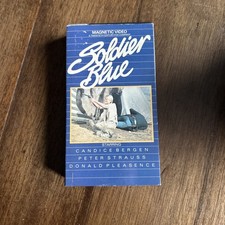 MAGNETIC VIDEO
Soldier
Blue
STARRING
CANDICE BERGEN
PETER STRAUSS
DONALD PLEASENCE